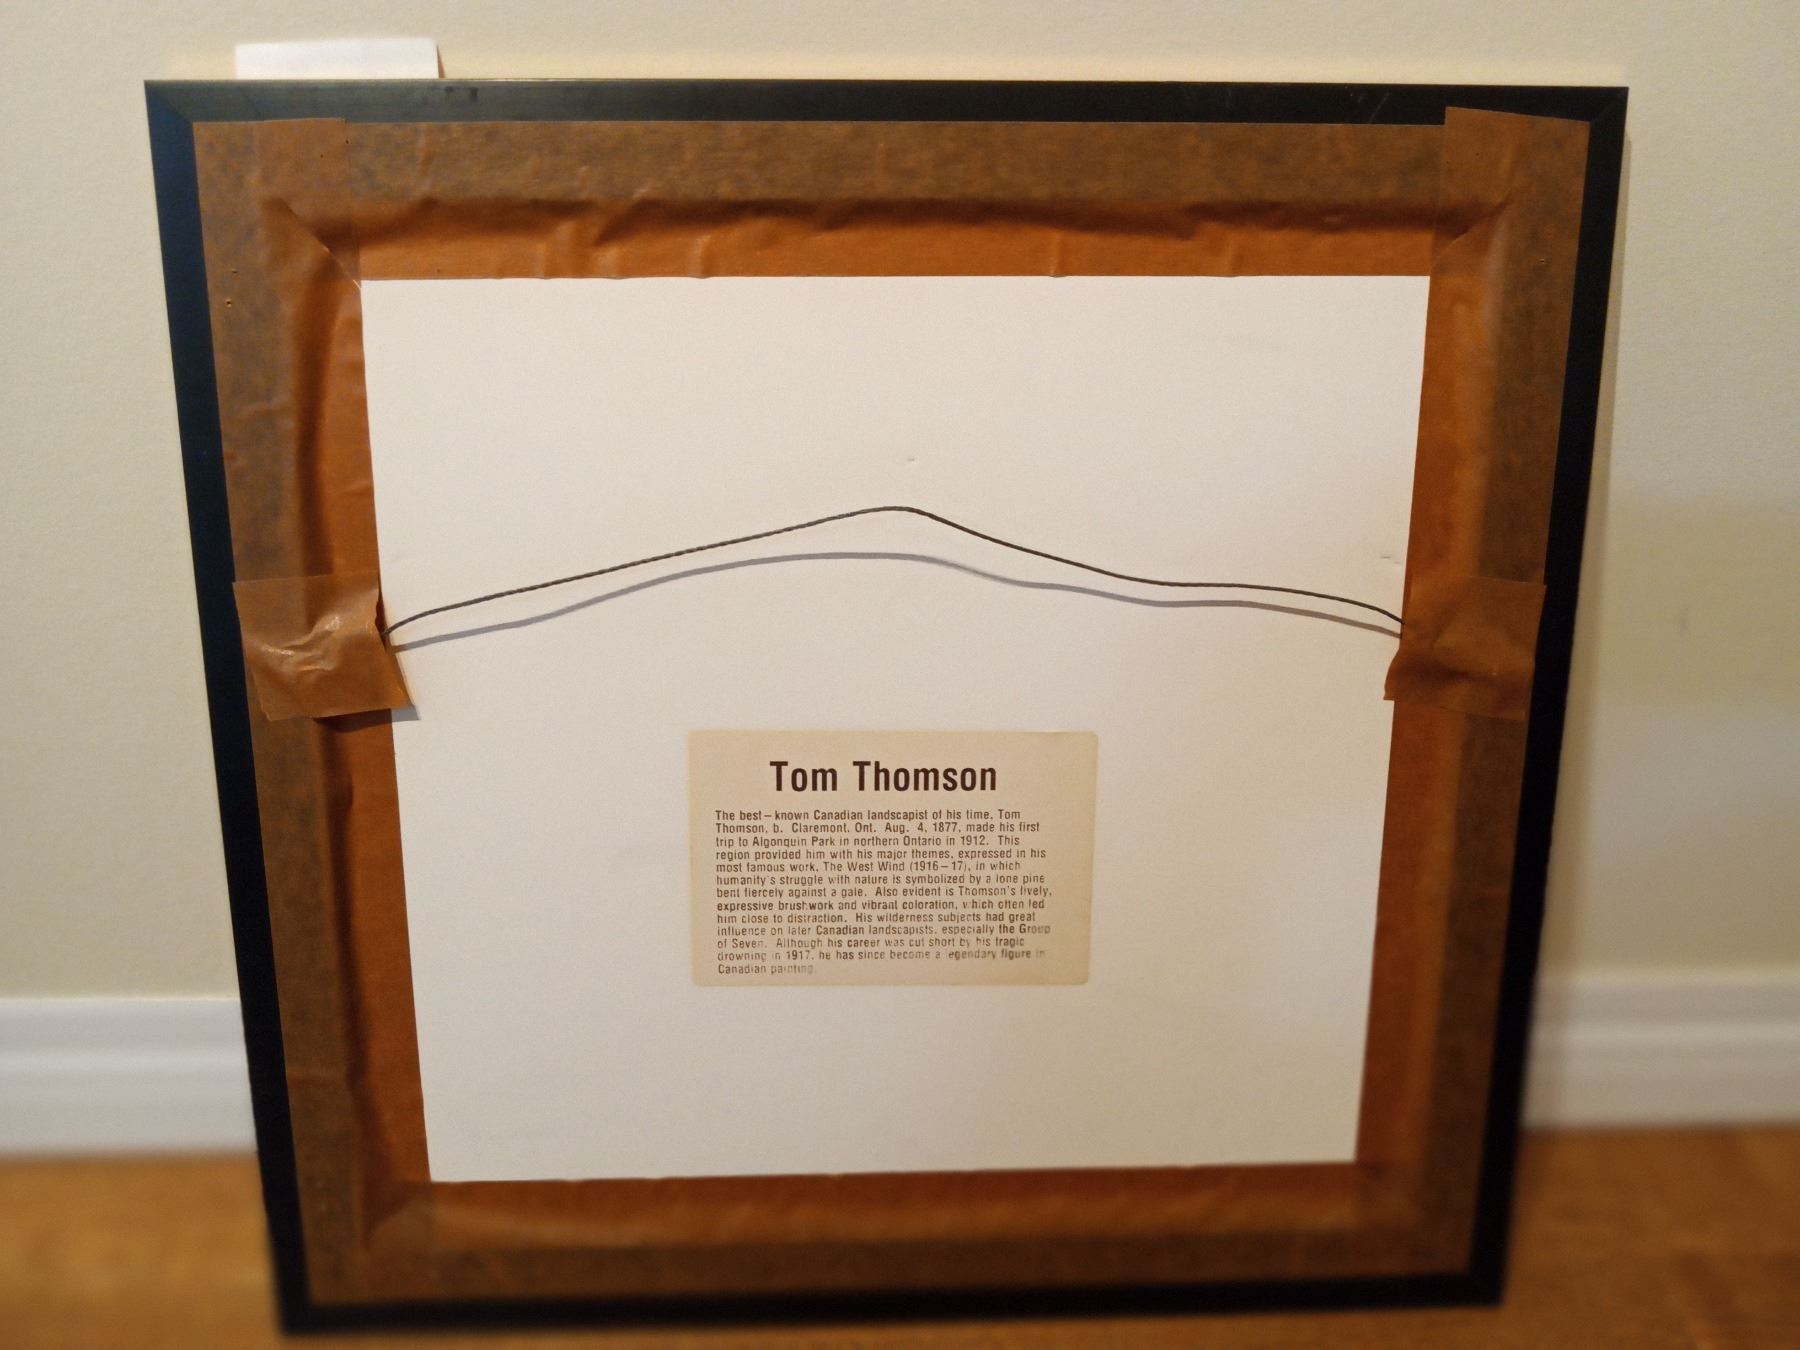 Tom Thomson
The best-known Canadian landscapist of his time, Tom
Thomson, b. Claremont, Ont. Aug. 4, 1877, made his first
trip to Algonquin Park in northern Ontario in 1912. This
region provided him with his major themes, expressed in his
most famous work, The West Wind (1916-17), in which
humanity's struggle with nature is symbolized by a lone pine
bent fiercely against a gale. Also evident is Thomson's lively,
expressive brushwork and vibrant coloration, which often led
him close to distraction. His wilderness subjects had great
influence on later Canadian landscapists, especially the Group
of Seven. Although his career was cut short by his tragic
drowning in 1917, he has since become a legendary figure in
Canadian painting.